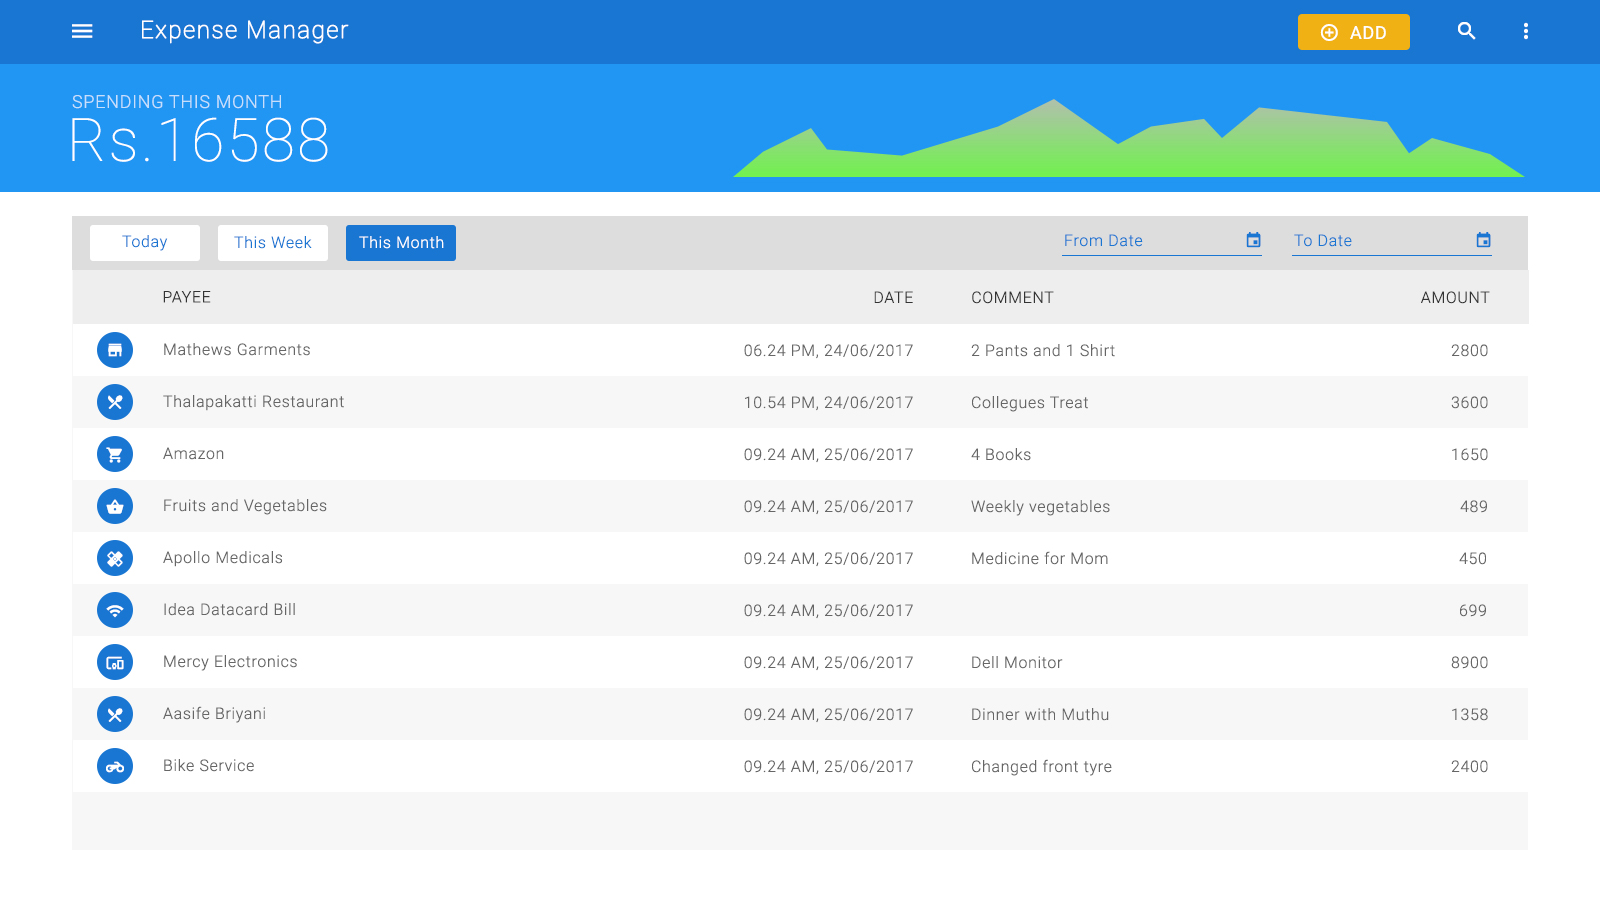 Expense Manager
ADD
SPENDING THIS MONTH
Rs.16588
Today This Week This Month From Date To Date
PAYEE DATE COMMENT AMOUNT
Mathews Garments 06.24 PM, 24/06/2017 2 Pants and 1 Shirt 2800
Thalapakatti Restaurant 10.54 PM, 24/06/2017 Collegues Treat 3600
Amazon 09.24 AM, 25/06/2017 4 Books 1650
Fruits and Vegetables 09.24 AM, 25/06/2017 Weekly vegetables 489
Apollo Medicals 09.24 AM, 25/06/2017 Medicine for Mom 450
Idea Datacard Bill 09.24 AM, 25/06/2017 699
Mercy Electronics 09.24 AM, 25/06/2017 Dell Monitor 8900
Aasife Briyani 09.24 AM, 25/06/2017 Dinner with Muthu 1358
Bike Service 09.24 AM, 25/06/2017 Changed front tyre 2400